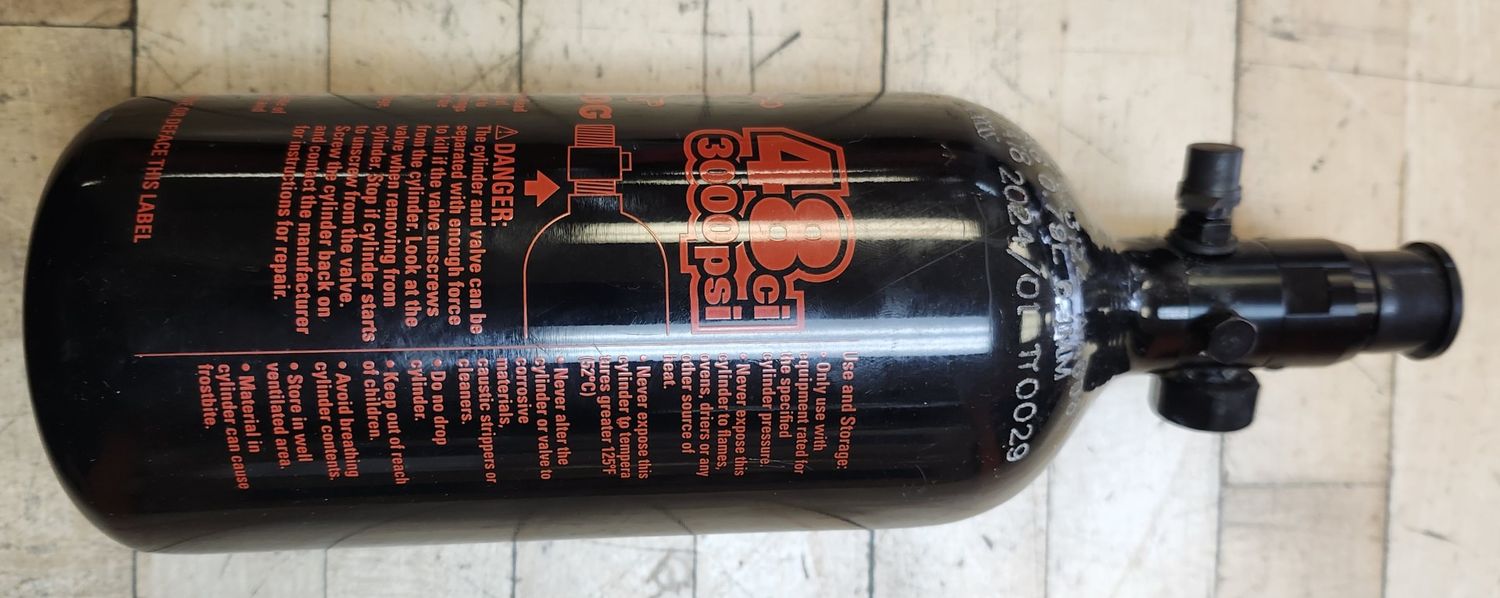 48 ci
3000psi
⚠ DANGER:
The cylinder and valve can be
separated with enough force
to kill if the valve unscrews
from the cylinder. Look at the
valve when removing from
cylinder. Stop if cylinder starts
to unscrew from the valve.
Screw the cylinder back on
and contact the manufacturer
for instructions for repair.
DEFACE THIS LABEL
Use and Storage:
• Only use with
equipment rated for
the specified
cylinder pressure.
• Never expose this
cylinder to flames,
ovens, driers or any
other source of
heat
• Never expose this
cylinder to tempera
tures greater 125°F
(52°C)
• Never alter the
cylinder or valve to
corrosive
materials,
caustic strippers or
cleaners.
• Do no drop
cylinder.
• Keep out of reach
of children.
• Avoid breathing
cylinder contents.
• Store in well
ventilated area.
• Material in
cylinder can cause
frostbite.
2024/01 TT0029